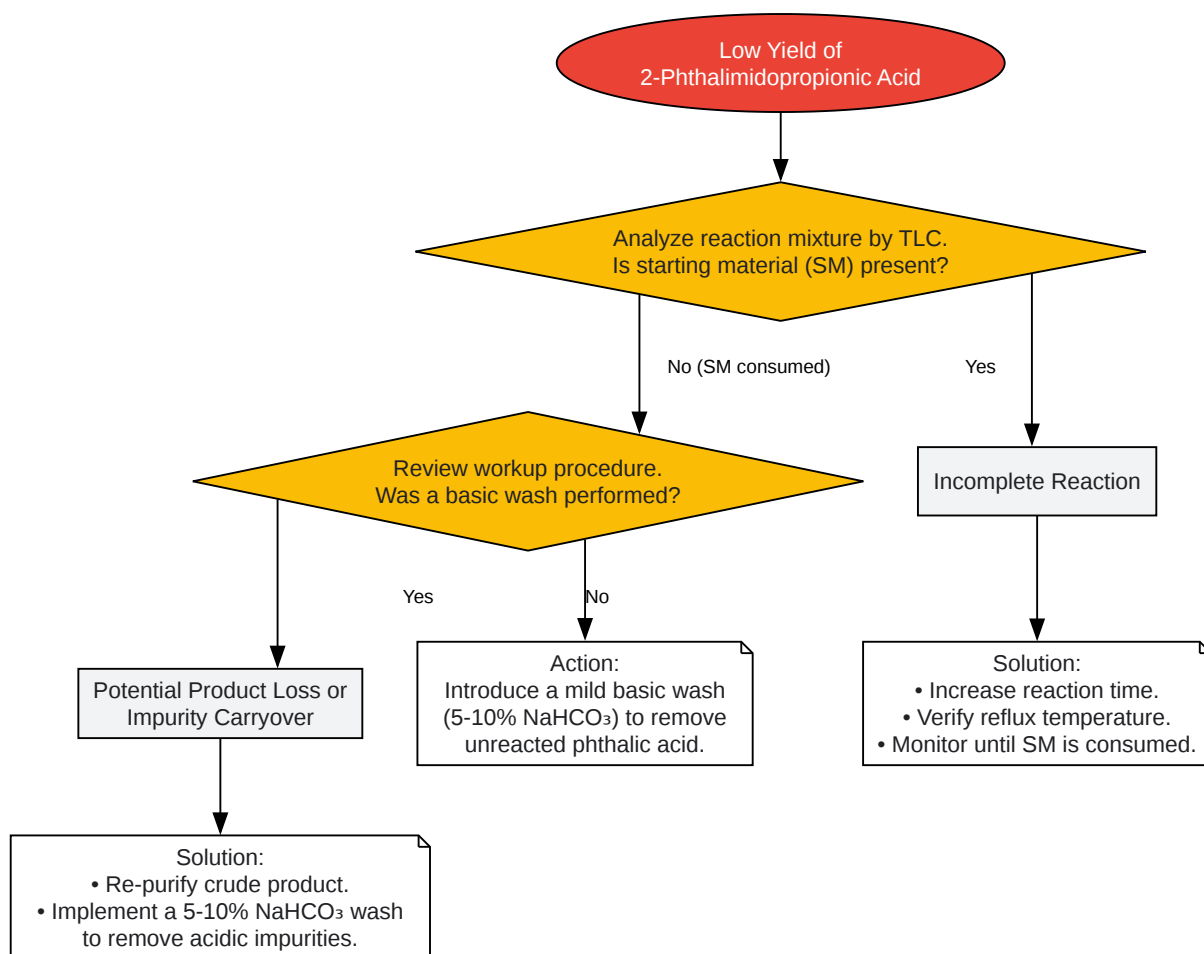 Low Yield of
2-Phthalimidopropionic Acid
Analyze reaction mixture by TLC.
Is starting material (SM) present?
No (SM consumed)
Yes
Review workup procedure.
Was a basic wash performed?
Incomplete Reaction
Yes
No
Potential Product Loss or
Impurity Carryover
Action:
Introduce a mild basic wash
(5-10% NaHCO₃) to remove
unreacted phthalic acid.
Solution:
• Increase reaction time.
• Verify reflux temperature.
• Monitor until SM is consumed.
Solution:
• Re-purify crude product.
• Implement a 5-10% NaHCO₃ wash
to remove acidic impurities.